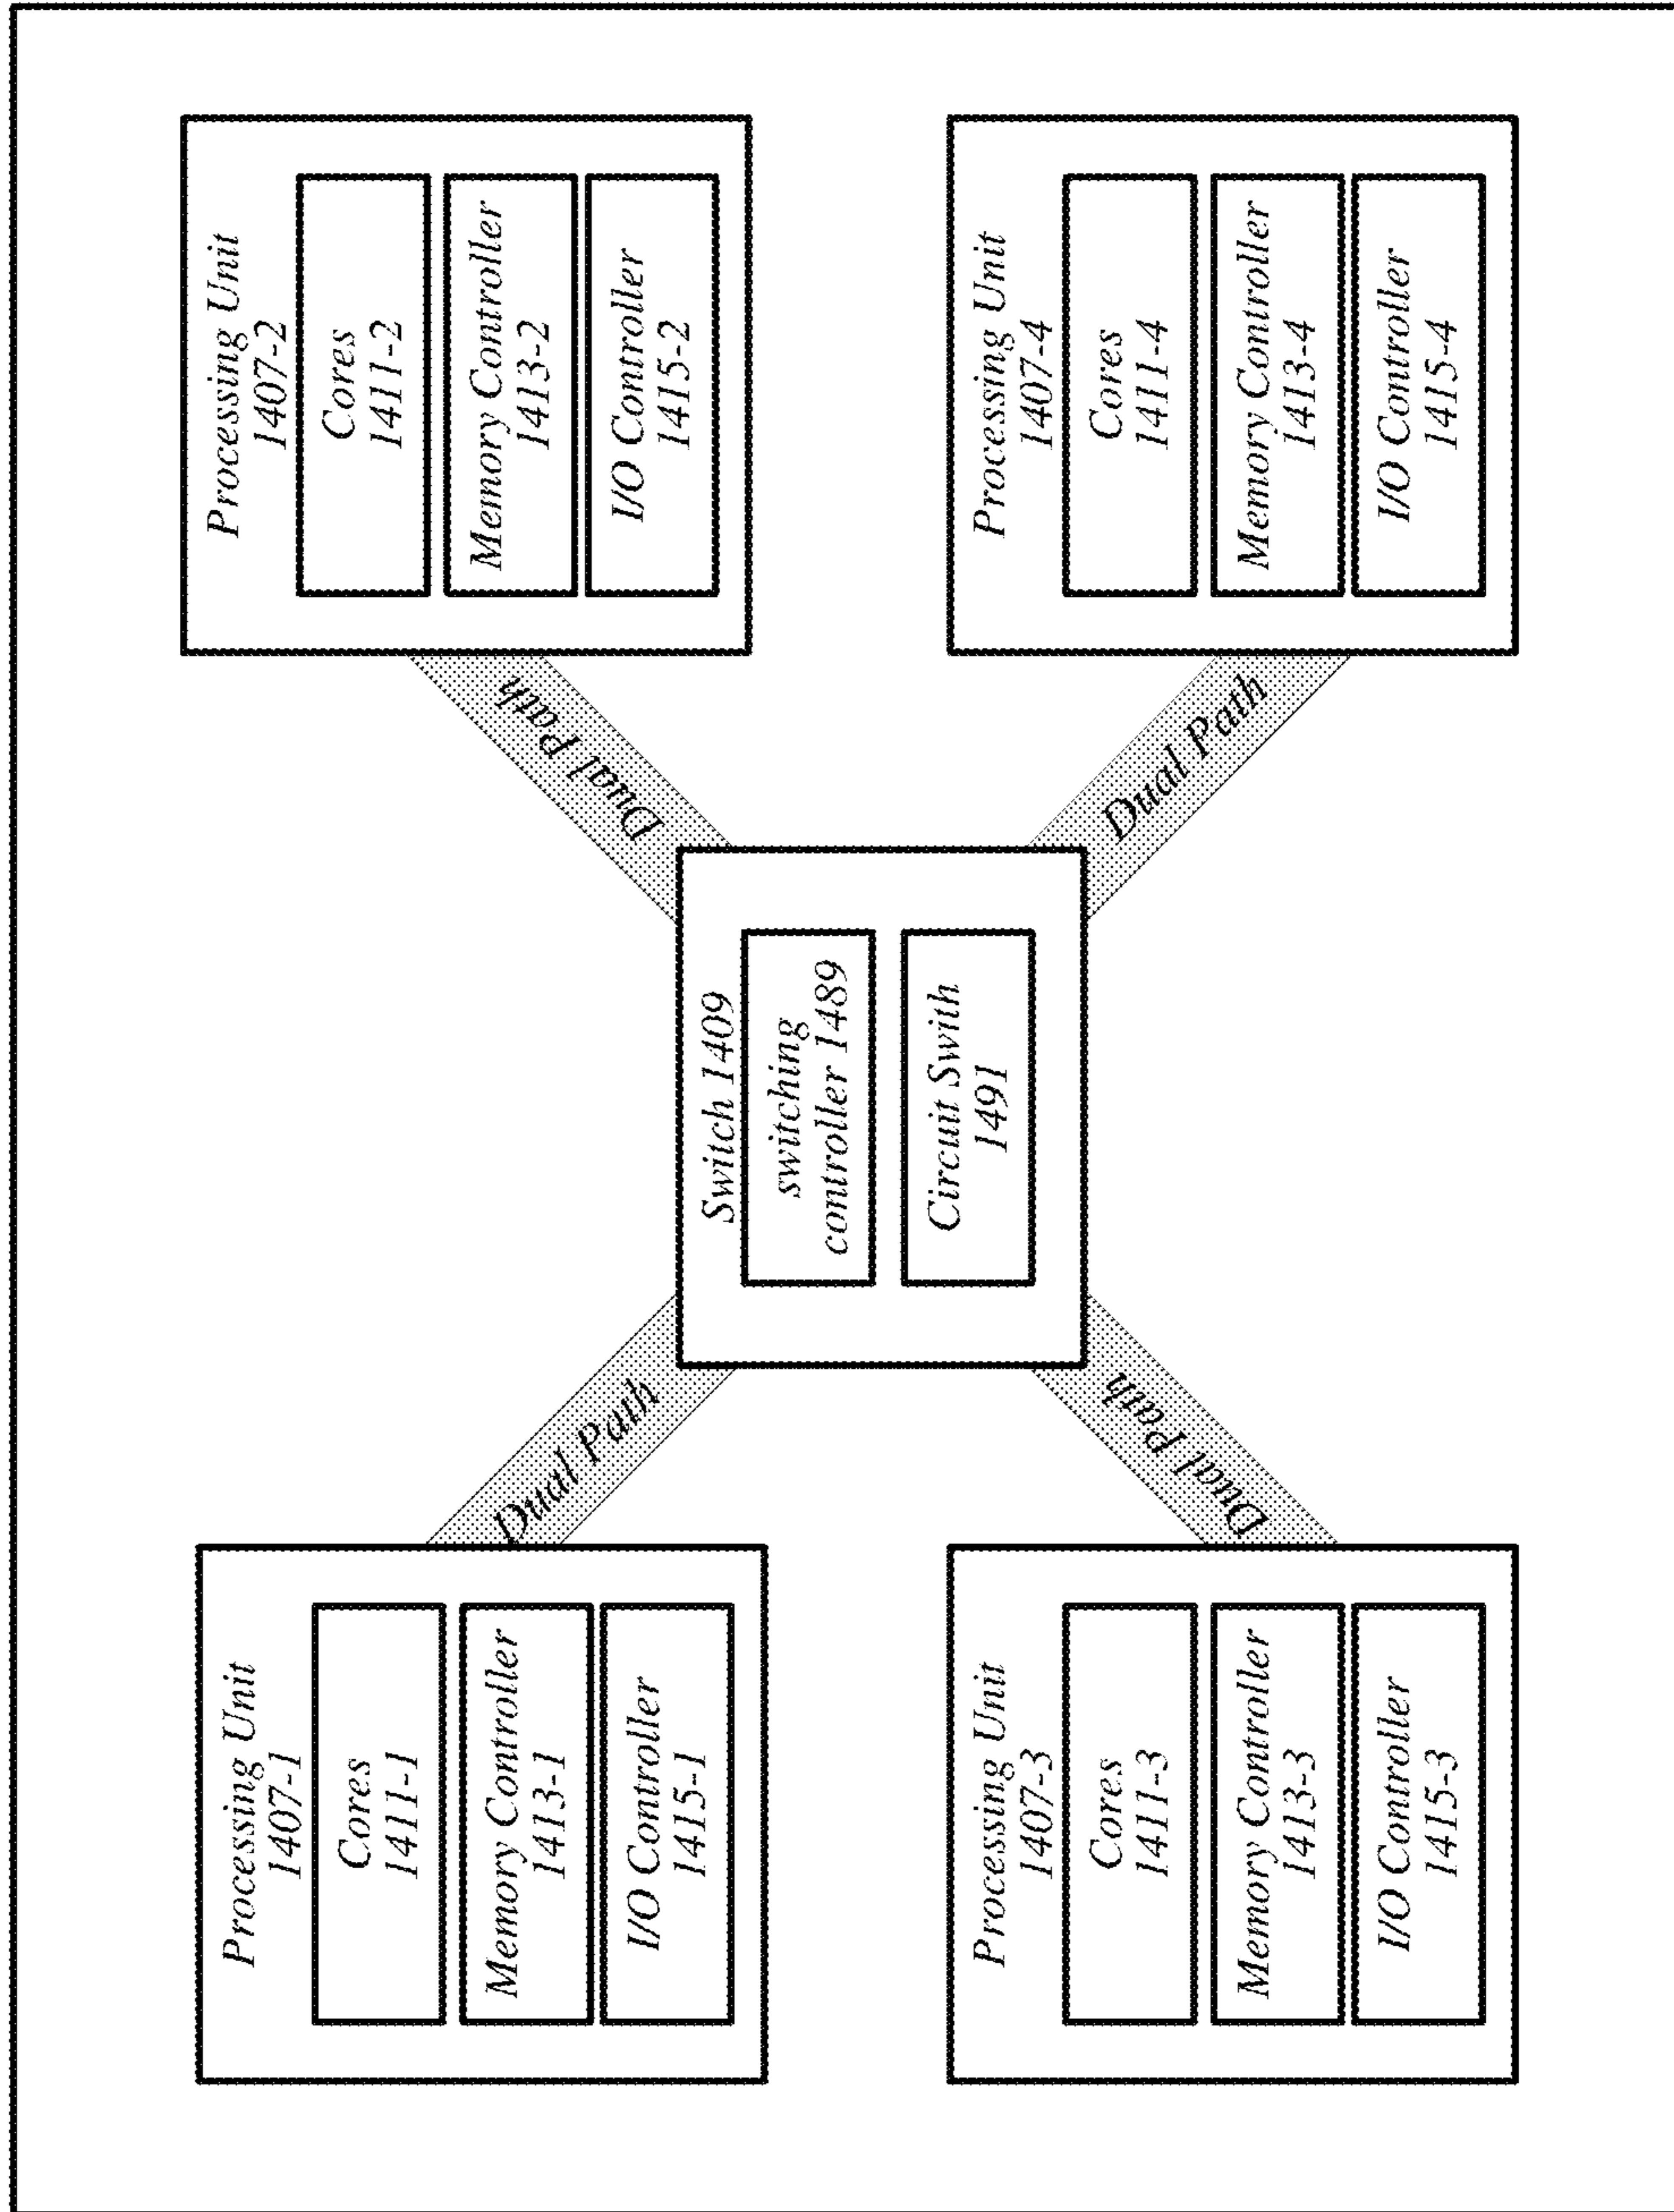 Processing Unit
1407-1
Cores
1411-1
Memory Controller
1413-1
I/O Controller
1415-1
Dual Path
Processing Unit
1407-2
Cores
1411-2
Memory Controller
1413-2
I/O Controller
1415-2
Dual Path
Switch 1409
switching
controller 1489
Circuit Swith
1491
Processing Unit
1407-3
Cores
1411-3
Memory Controller
1413-3
I/O Controller
1415-3
Dual Path
Processing Unit
1407-4
Cores
1411-4
Memory Controller
1413-4
I/O Controller
1415-4
Dual Path